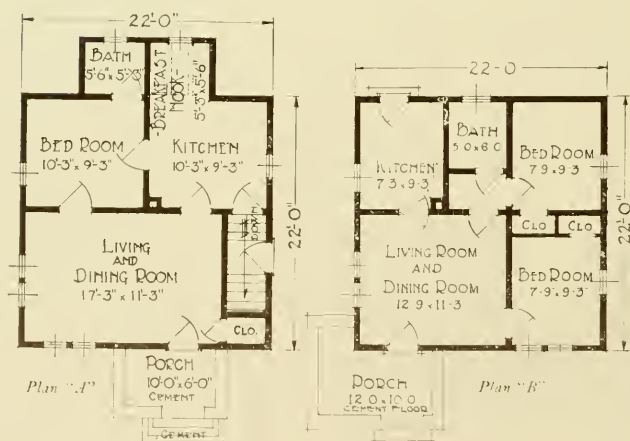 22'-0"
BATH
5'-6" x 5'-3"
BREAKFAST
NOOK
5'-3" x 5'-6"
BED ROOM
10'-3" x 9'-3"
KITCHEN
10'-3" x 9'-3"
DOWN
22'-0"
LIVING
AND
DINING ROOM
17'-3" x 11'-3"
CLO.
PORCH
10'-0" x 6'-0"
CEMENT
CEMENT
Plan "A"
22-0
BATH
5 0 x 6 0
KITCHEN
7 3 x 9-3
BED ROOM
7 9 x 9-3
CLO
CLO
22'-0"
LIVING ROOM
AND
DINING ROOM
12 9 x 11-3
BED ROOM
7-9" x 9'-3"
PORCH
12 0 x 10 0
CEMENT FLOOR
Plan "B"